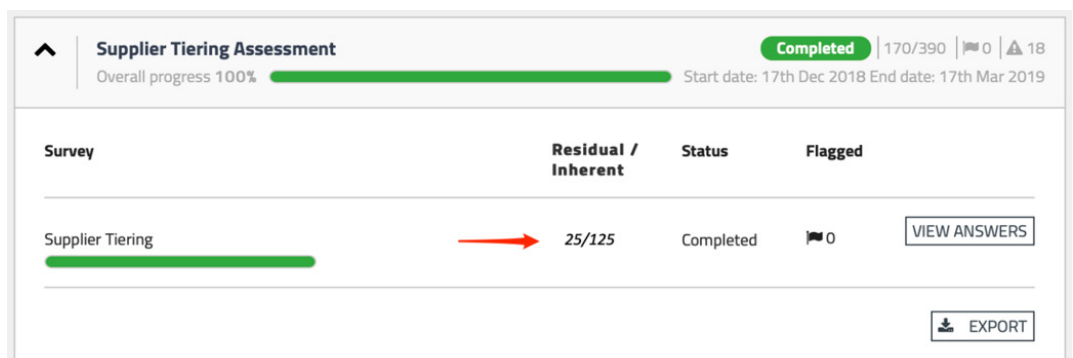 Supplier Tiering Assessment
Completed 170/390 0 18
Overall progress 100% Start date: 17th Dec 2018 End date: 17th Mar 2019
Survey Residual / Inherent Status Flagged
Supplier Tiering 25/125 Completed 0 VIEW ANSWERS
EXPORT